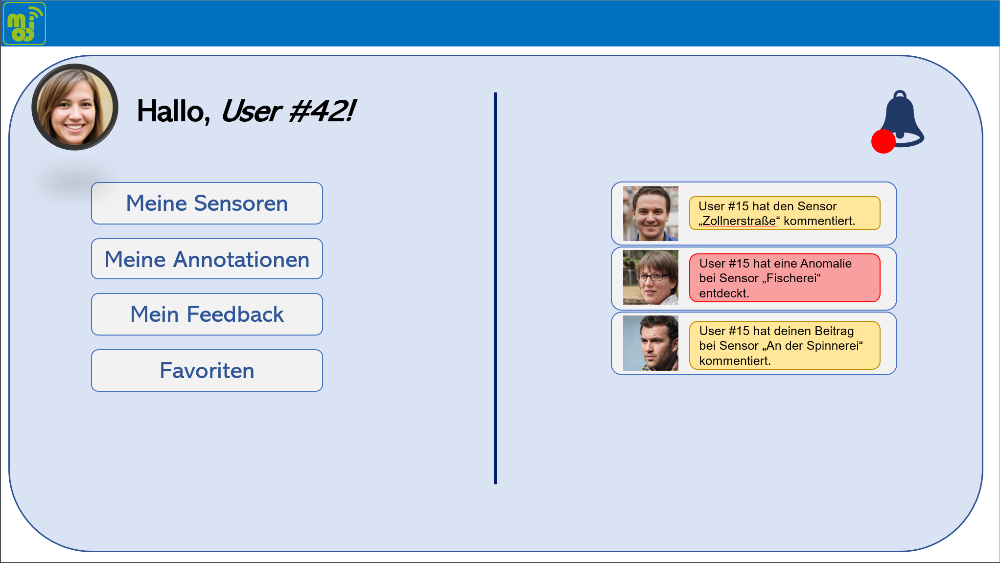 mobi
Hallo, User #42!
Meine Sensoren
Meine Annotationen
Mein Feedback
Favoriten
User #15 hat den Sensor
„Zollnerstraße“ kommentiert.
User #15 hat eine Anomalie
bei Sensor „Fischerei“
entdeckt.
User #15 hat deinen Beitrag
bei Sensor „An der Spinnerei“
kommentiert.